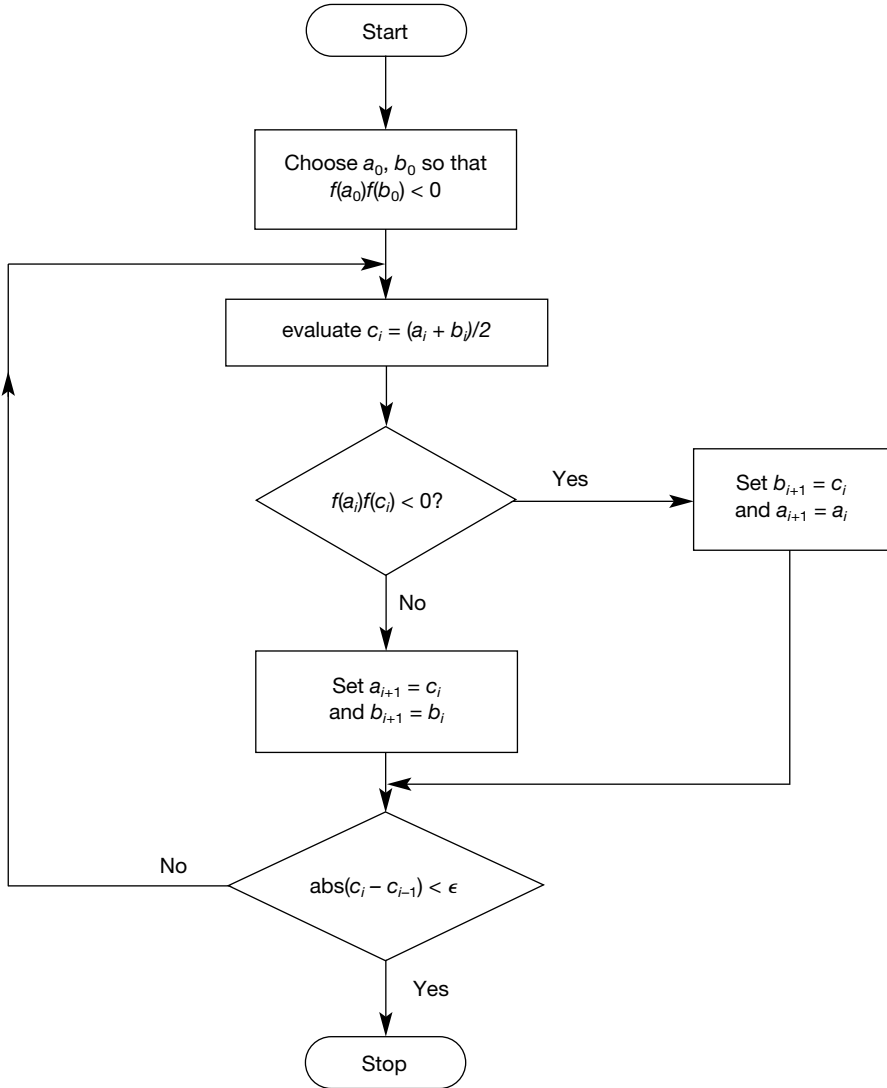 Start
Choose a₀, b₀ so that
f(a₀)f(b₀) < 0
evaluate cᵢ = (aᵢ + bᵢ)/2
f(aᵢ)f(cᵢ) < 0?
Yes
Set bᵢ₊₁ = cᵢ
and aᵢ₊₁ = aᵢ
No
Set aᵢ₊₁ = cᵢ
and bᵢ₊₁ = bᵢ
No
abs(cᵢ – cᵢ₋₁) < ϵ
Yes
Stop